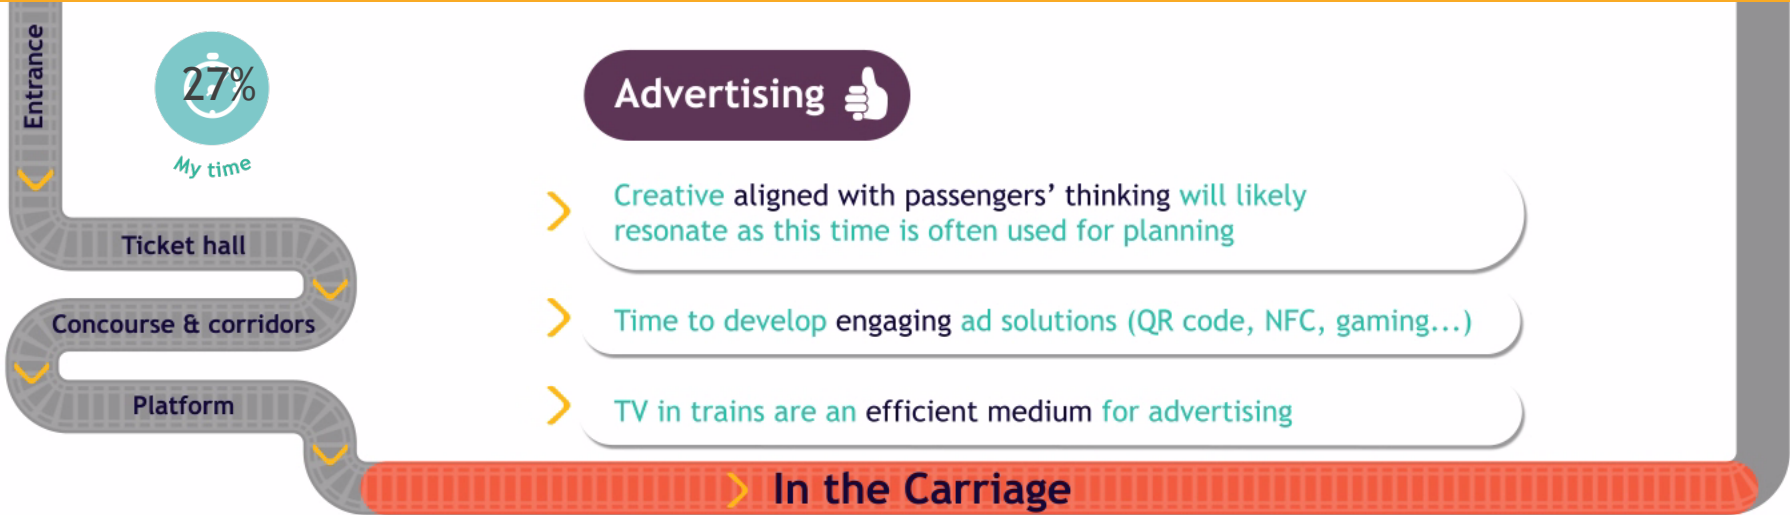 Entrance
27%
My time
Ticket hall
Concourse & corridors
Platform
Advertising
Creative aligned with passengers’ thinking will likely
resonate as this time is often used for planning
Time to develop engaging ad solutions (QR code, NFC, gaming...)
TV in trains are an efficient medium for advertising
In the Carriage